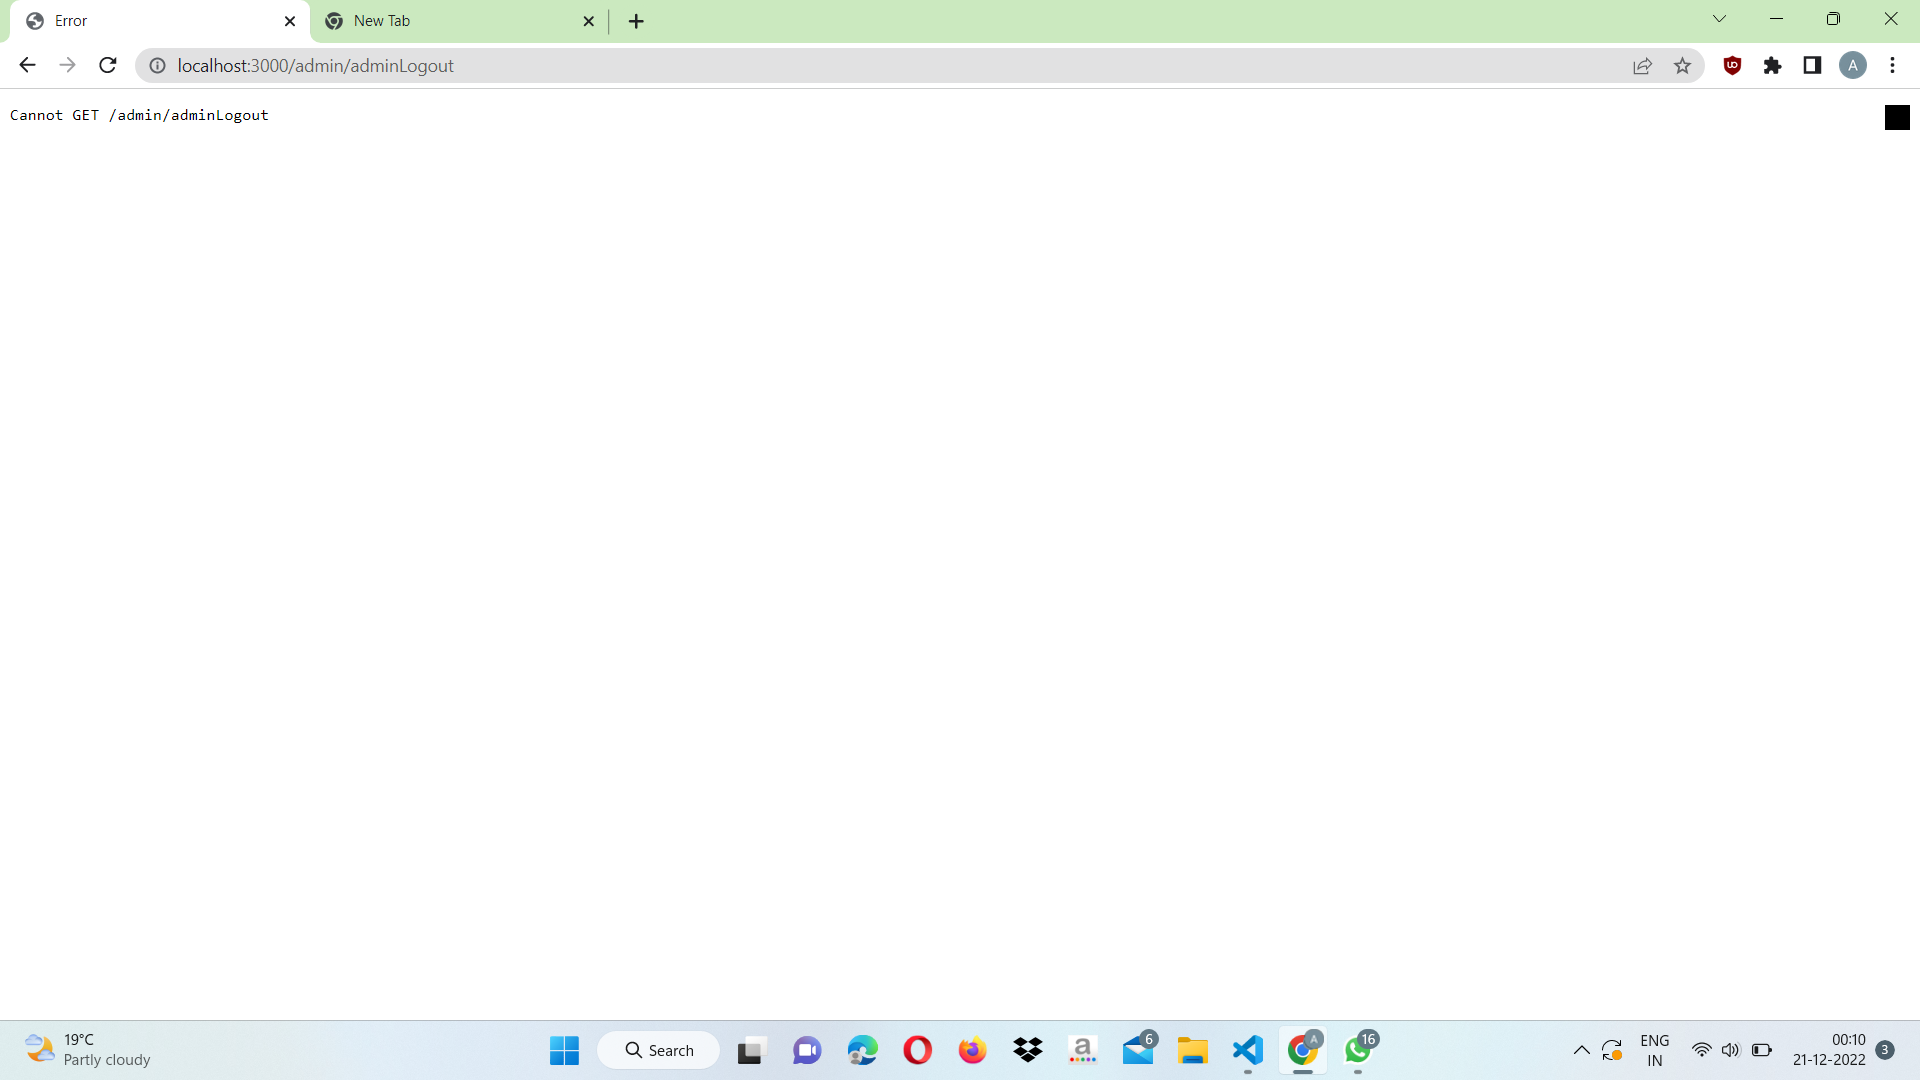 Error
New Tab
localhost:3000/admin/adminLogout
A
Cannot GET /admin/adminLogout
19°C
Partly cloudy
Search
a
6
A
16
ENG
IN
00:10
21-12-2022
3